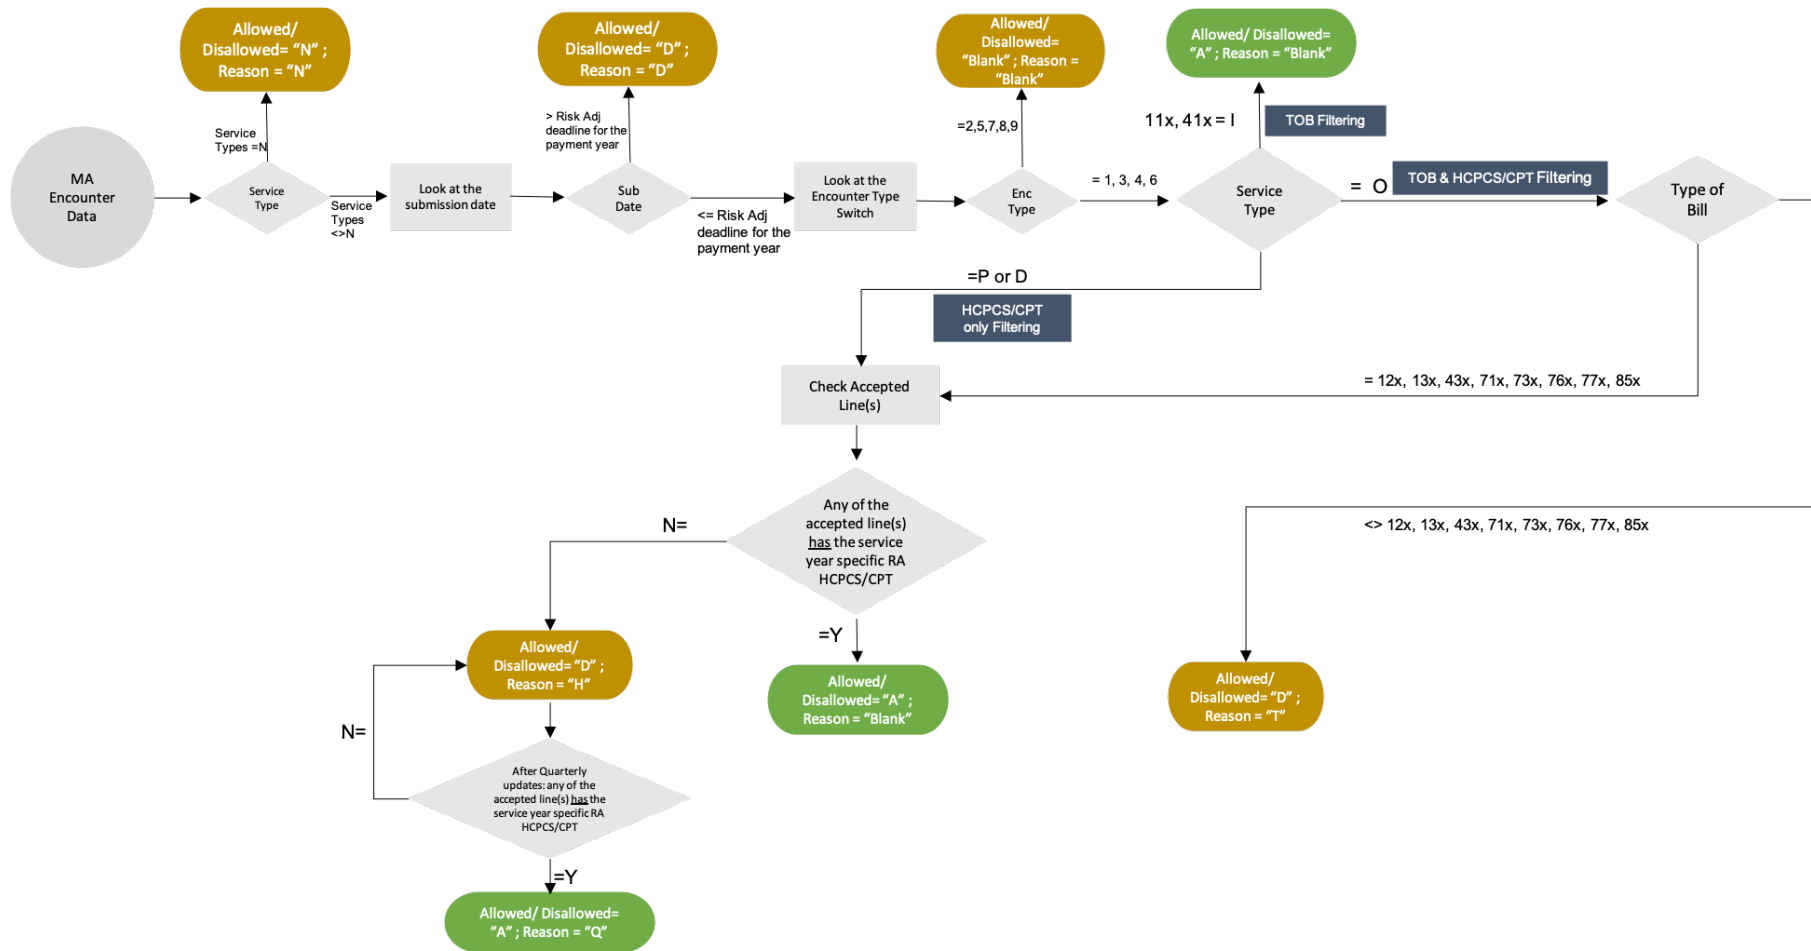 Allowed/
Disallowed= “N” ;
Reason = “N”
Allowed/
Disallowed= “D” ;
Reason = “D”
Allowed/
Disallowed=
“Blank” ; Reason =
“Blank”
Allowed/ Disallowed=
“A” ; Reason = “Blank”
Service
Types =N
> Risk Adj
deadline for the
payment year
=2,5,7,8,9
11x, 41x = I
TOB Filtering
MA
Encounter
Data
Service
Type
Service
Types
<>N
Look at the
submission date
Sub
Date
<= Risk Adj
deadline for the
payment year
Look at the
Encounter Type
Switch
Enc
Type
= 1, 3, 4, 6
Service
Type
= O
TOB & HCPCS/CPT Filtering
Type of
Bill
=P or D
HCPCS/CPT
only Filtering
Check Accepted
Line(s)
= 12x, 13x, 43x, 71x, 73x, 76x, 77x, 85x
Any of the
accepted line(s)
has the service
year specific RA
HCPCS/CPT
N=
<> 12x, 13x, 43x, 71x, 73x, 76x, 77x, 85x
=Y
Allowed/
Disallowed= “D” ;
Reason = “H”
Allowed/
Disallowed= “A” ;
Reason = “Blank”
Allowed/
Disallowed= “D” ;
Reason = “T”
N=
After Quarterly
updates: any of the
accepted line(s) has the
service year specific RA
HCPCS/CPT
=Y
Allowed/ Disallowed=
“A” ; Reason = “Q”